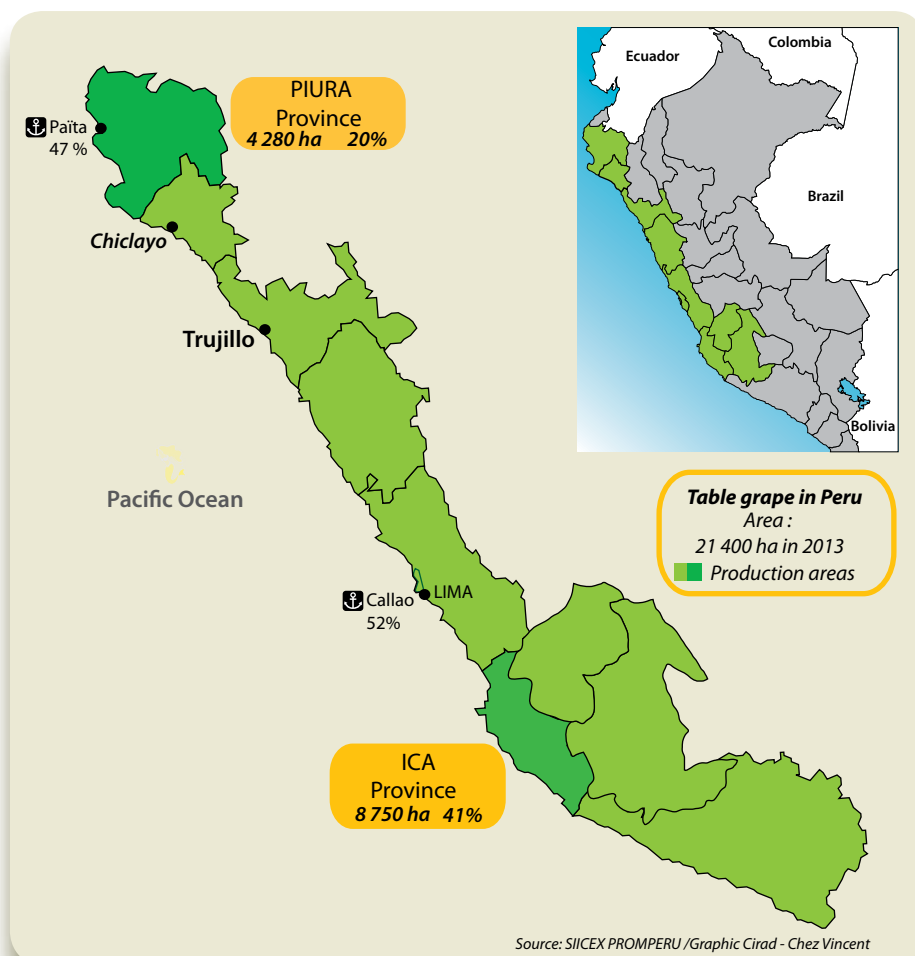 Ecuador
Colombia
Brazil
Bolivia
PIURA
Province
4 280 ha 20%
Païta
47 %
Chiclayo
Trujillo
Pacific Ocean
Table grape in Peru
Area :
21 400 ha in 2013
Production areas
LIMA
Callao
52%
ICA
Province
8 750 ha 41%
Source: SIICEX PROMPERU /Graphic Cirad - Chez Vincent